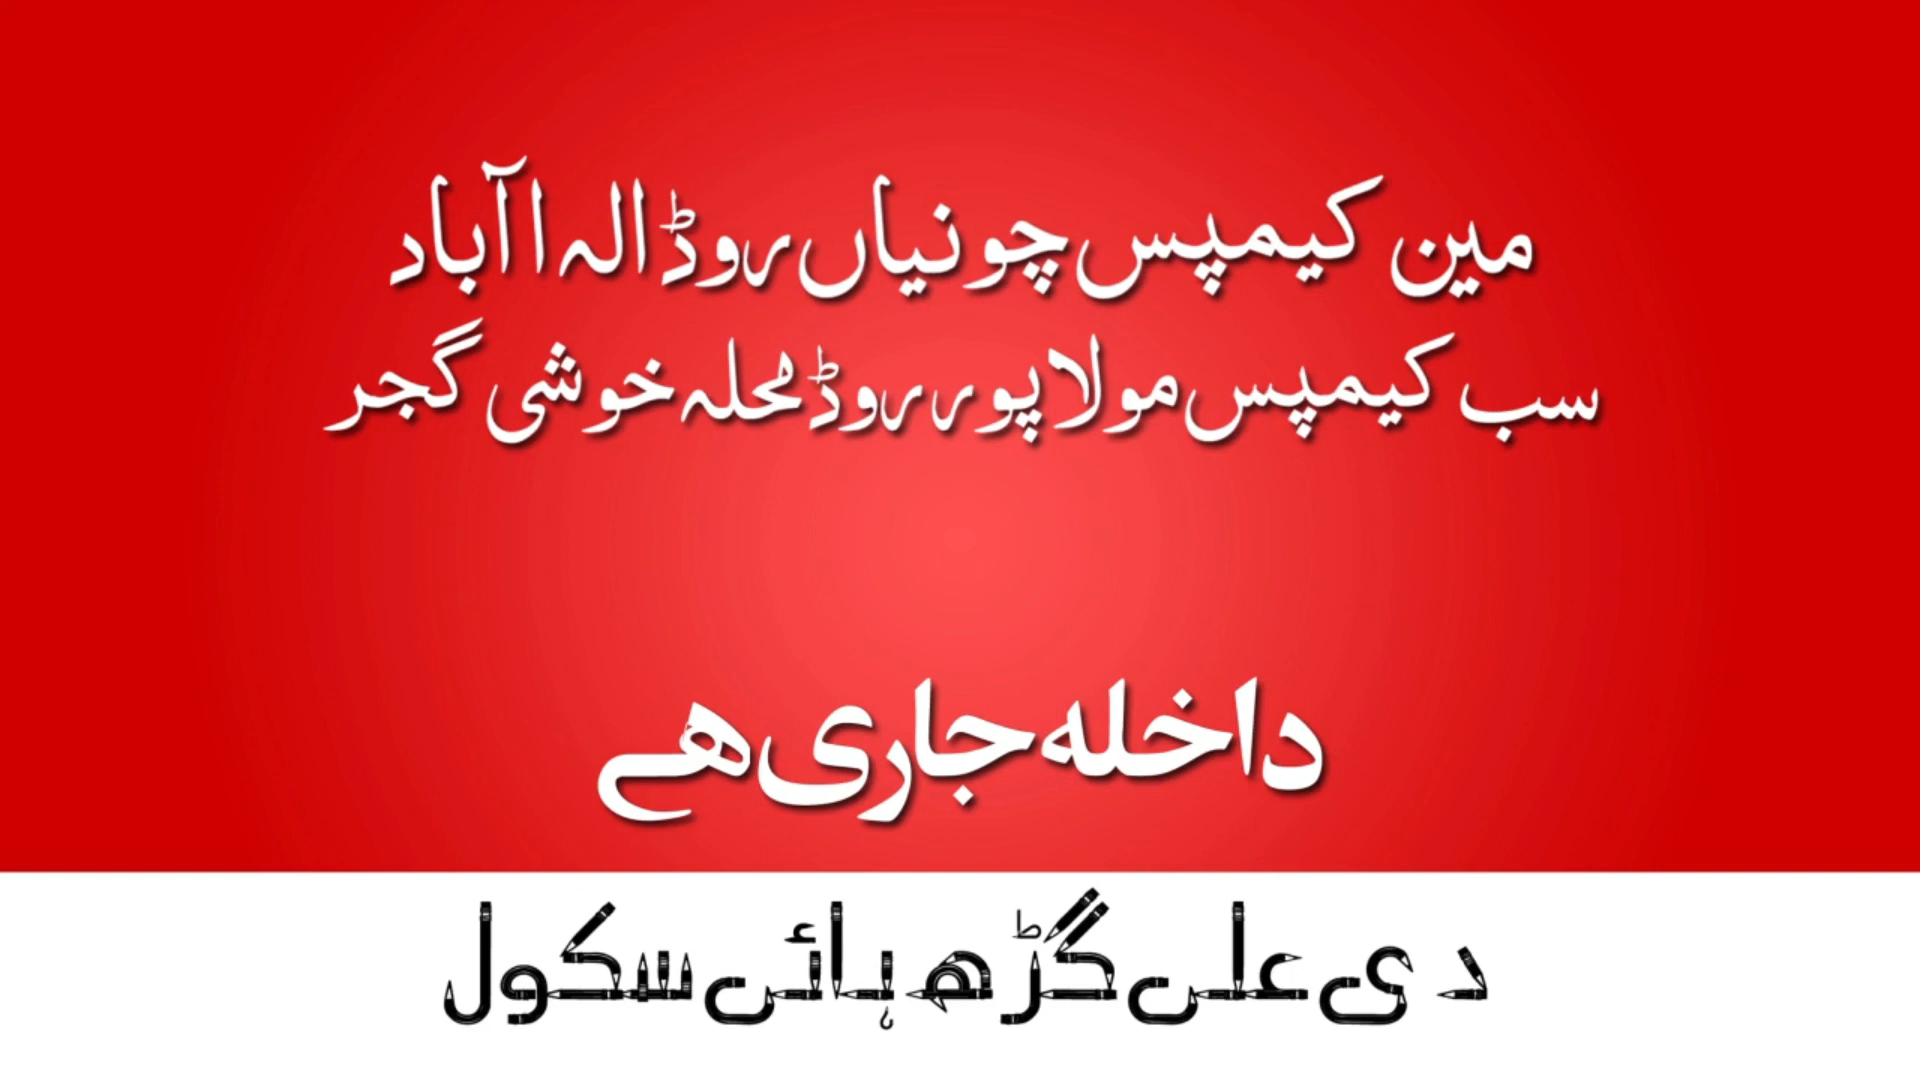 مین کیمپس چونیاں روڈ الہ اآباد
سب کیمپس مولا پور روڈ محلہ خوشی گجر
داخلہ جاری ہے
دی علی گڑھ ہائی سکول